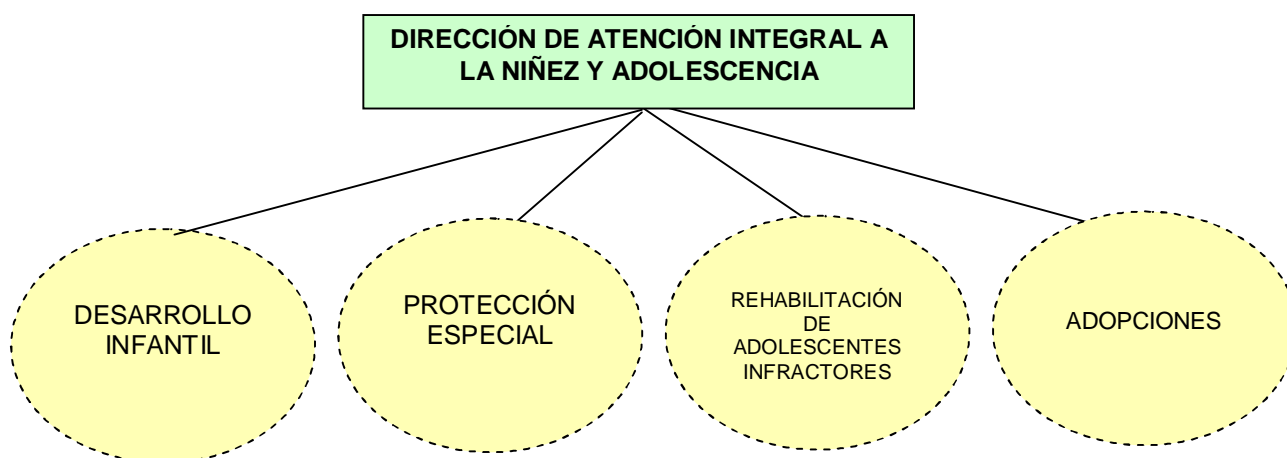 DIRECCIÓN DE ATENCIÓN INTEGRAL A
LA NIÑEZ Y ADOLESCENCIA
DESARROLLO
INFANTIL
PROTECCIÓN
ESPECIAL
REHABILITACIÓN
DE
ADOLESCENTES
INFRACTORES
ADOPCIONES